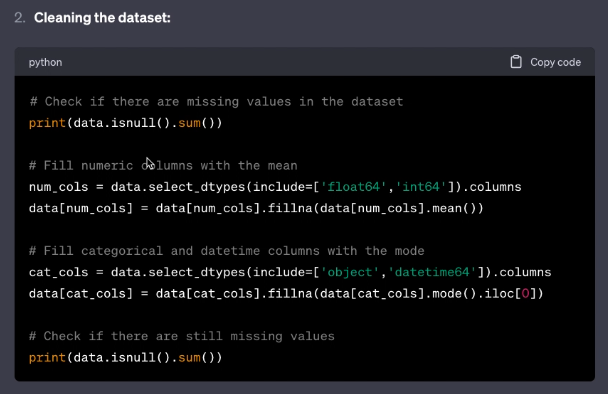 2. Cleaning the dataset:
python Copy code
# Check if there are missing values in the dataset
print(data.isnull().sum())
# Fill numeric columns with the mean
num_cols = data.select_dtypes(include=['float64','int64']).columns
data[num_cols] = data[num_cols].fillna(data[num_cols].mean())
# Fill categorical and datetime columns with the mode
cat_cols = data.select_dtypes(include=['object','datetime64']).columns
data[cat_cols] = data[cat_cols].fillna(data[cat_cols].mode().iloc[0])
# Check if there are still missing values
print(data.isnull().sum())